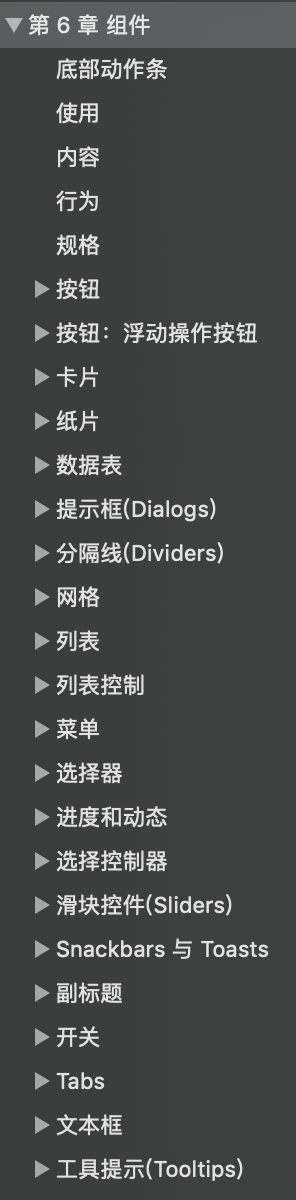 第 6 章 组件
底部动作条
使用
内容
行为
规格
按钮
按钮：浮动操作按钮
卡片
纸片
数据表
提示框(Dialogs)
分隔线(Dividers)
网格
列表
列表控制
菜单
选择器
进度和动态
选择控制器
滑块控件(Sliders)
Snackbars 与 Toasts
副标题
开关
Tabs
文本框
工具提示(Tooltips)